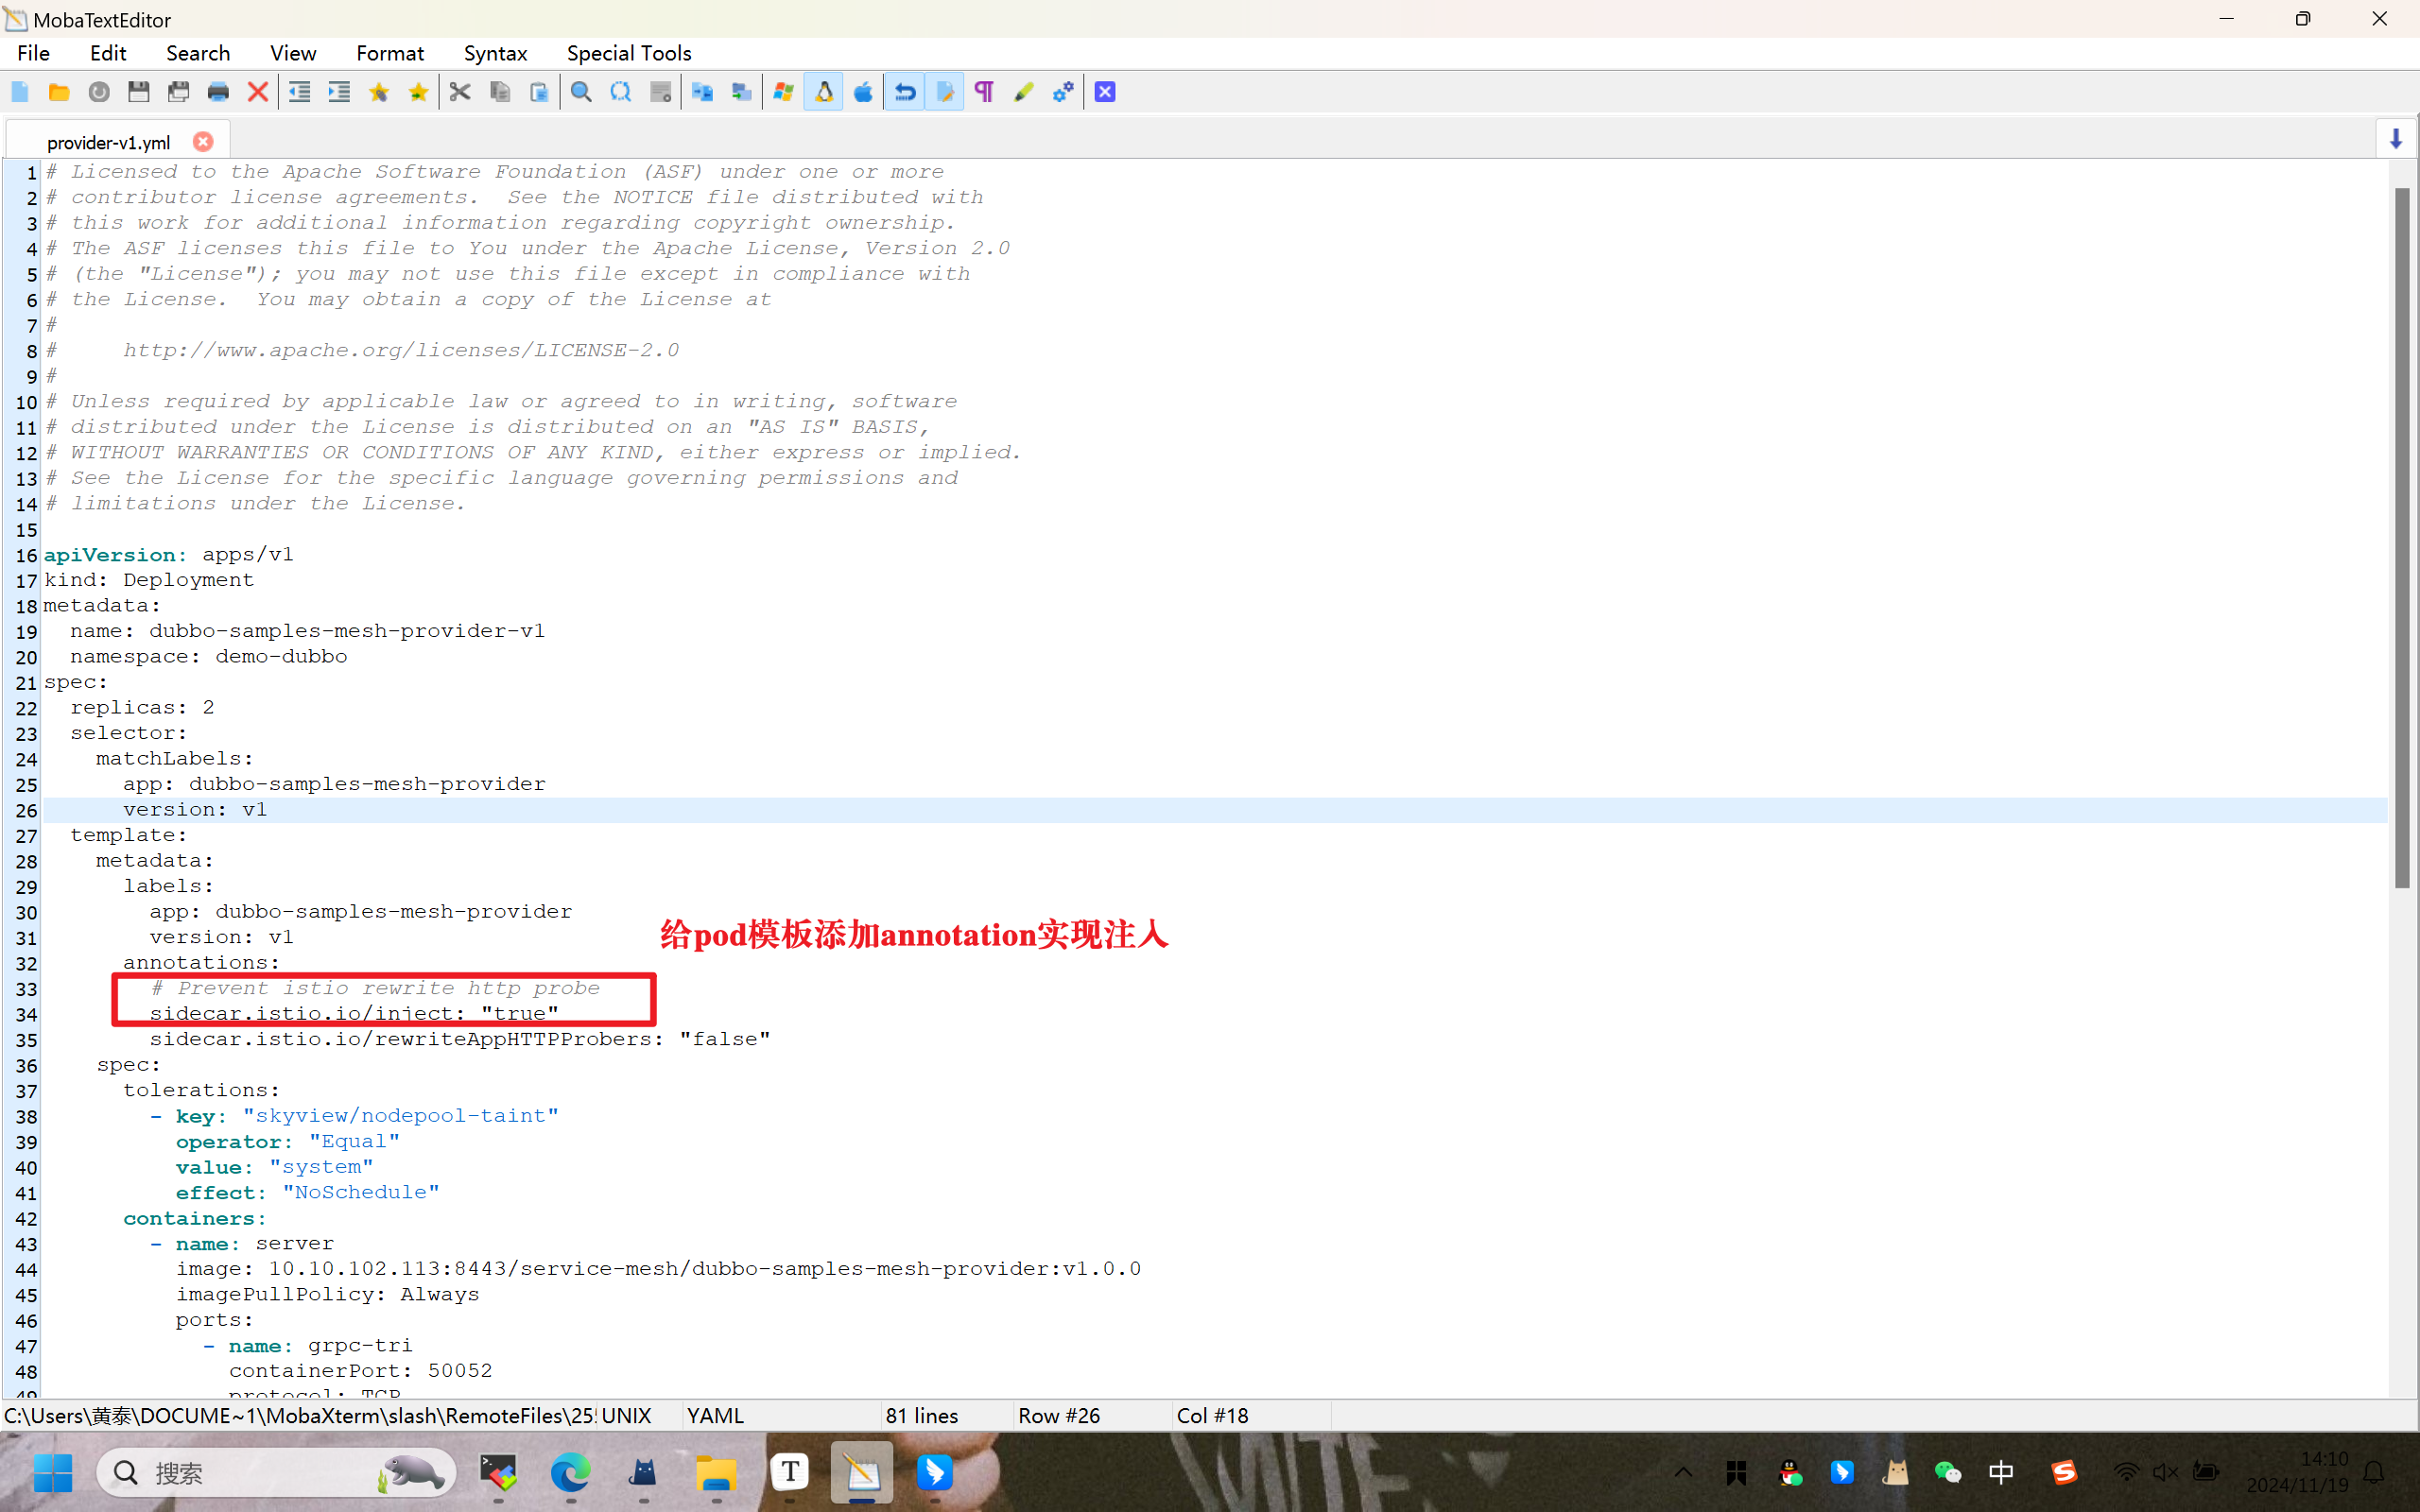 MobaTextEditor
File Edit Search View Format Syntax Special Tools
provider-v1.yml
1 # Licensed to the Apache Software Foundation (ASF) under one or more
2 # contributor license agreements.  See the NOTICE file distributed with
3 # this work for additional information regarding copyright ownership.
4 # The ASF licenses this file to You under the Apache License, Version 2.0
5 # (the "License"); you may not use this file except in compliance with
6 # the License.  You may obtain a copy of the License at
7 #
8 #     http://www.apache.org/licenses/LICENSE-2.0
9 #
10 # Unless required by applicable law or agreed to in writing, software
11 # distributed under the License is distributed on an "AS IS" BASIS,
12 # WITHOUT WARRANTIES OR CONDITIONS OF ANY KIND, either express or implied.
13 # See the License for the specific language governing permissions and
14 # limitations under the License.
15
16 apiVersion: apps/v1
17 kind: Deployment
18 metadata:
19   name: dubbo-samples-mesh-provider-v1
20   namespace: demo-dubbo
21 spec:
22   replicas: 2
23   selector:
24     matchLabels:
25       app: dubbo-samples-mesh-provider
26       version: v1
27   template:
28     metadata:
29       labels:
30         app: dubbo-samples-mesh-provider
31         version: v1
给pod模板添加annotation实现注入
32       annotations:
33         # Prevent istio rewrite http probe
34         sidecar.istio.io/inject: "true"
35         sidecar.istio.io/rewriteAppHTTPProbers: "false"
36     spec:
37       tolerations:
38         - key: "skyview/nodepool-taint"
39           operator: "Equal"
40           value: "system"
41           effect: "NoSchedule"
42       containers:
43         - name: server
44           image: 10.10.102.113:8443/service-mesh/dubbo-samples-mesh-provider:v1.0.0
45           imagePullPolicy: Always
46           ports:
47             - name: grpc-tri
48               containerPort: 50052
49               protocol: TCP
C:\Users\黄泰\DOCUME~1\MobaXterm\slash\RemoteFiles\25 UNIX YAML 81 lines Row #26 Col #18
搜索
中
14:10
2024/11/19